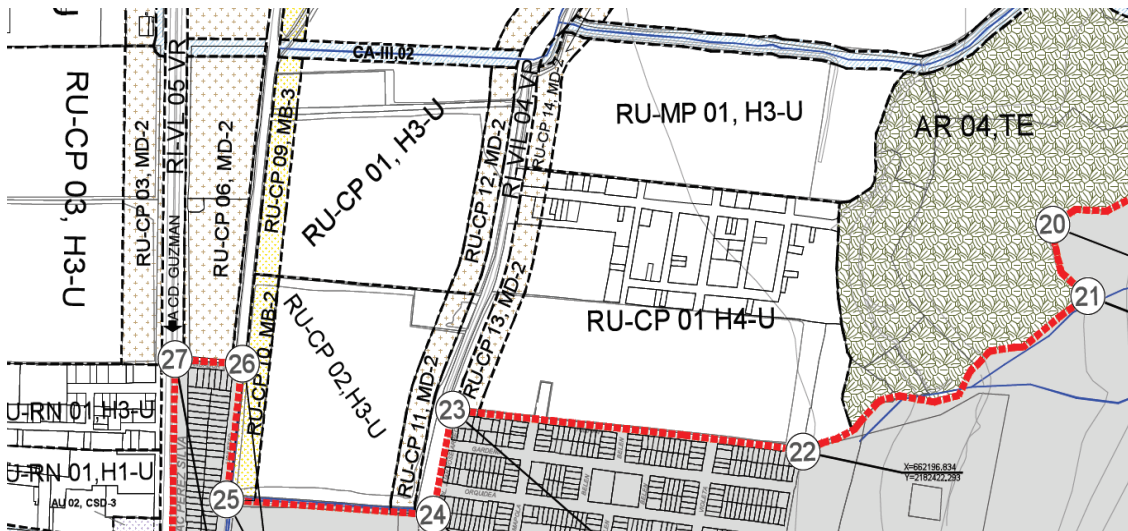 CA-III,02
RU-CP 03, H3-U
RU-CP 03, MD-2
RI-VL 05 VR
RU-CP 06, MD-2
RU-CP 09, MB-3
RU-CP 01, H3-U
RU-CP 12, MD-2
RI-VIL 04 VR
RU-CP 14, MD-2
RU-MP 01, H3-U
AR 04,TE
20
21
A CD GUZMAN
RU-CP 10, MB-2
RU-CP 02,H3-U
RU-CP 11, MD-2
RU-CP 13, MD-2
RU-CP 01 H4-U
27
26
23
22
U-RN 01,H3-U
U-RN 01,H1-U
AU 02, CSD-3
25
24
ORQUIDEA
X=662196.834
Y=2182422.293